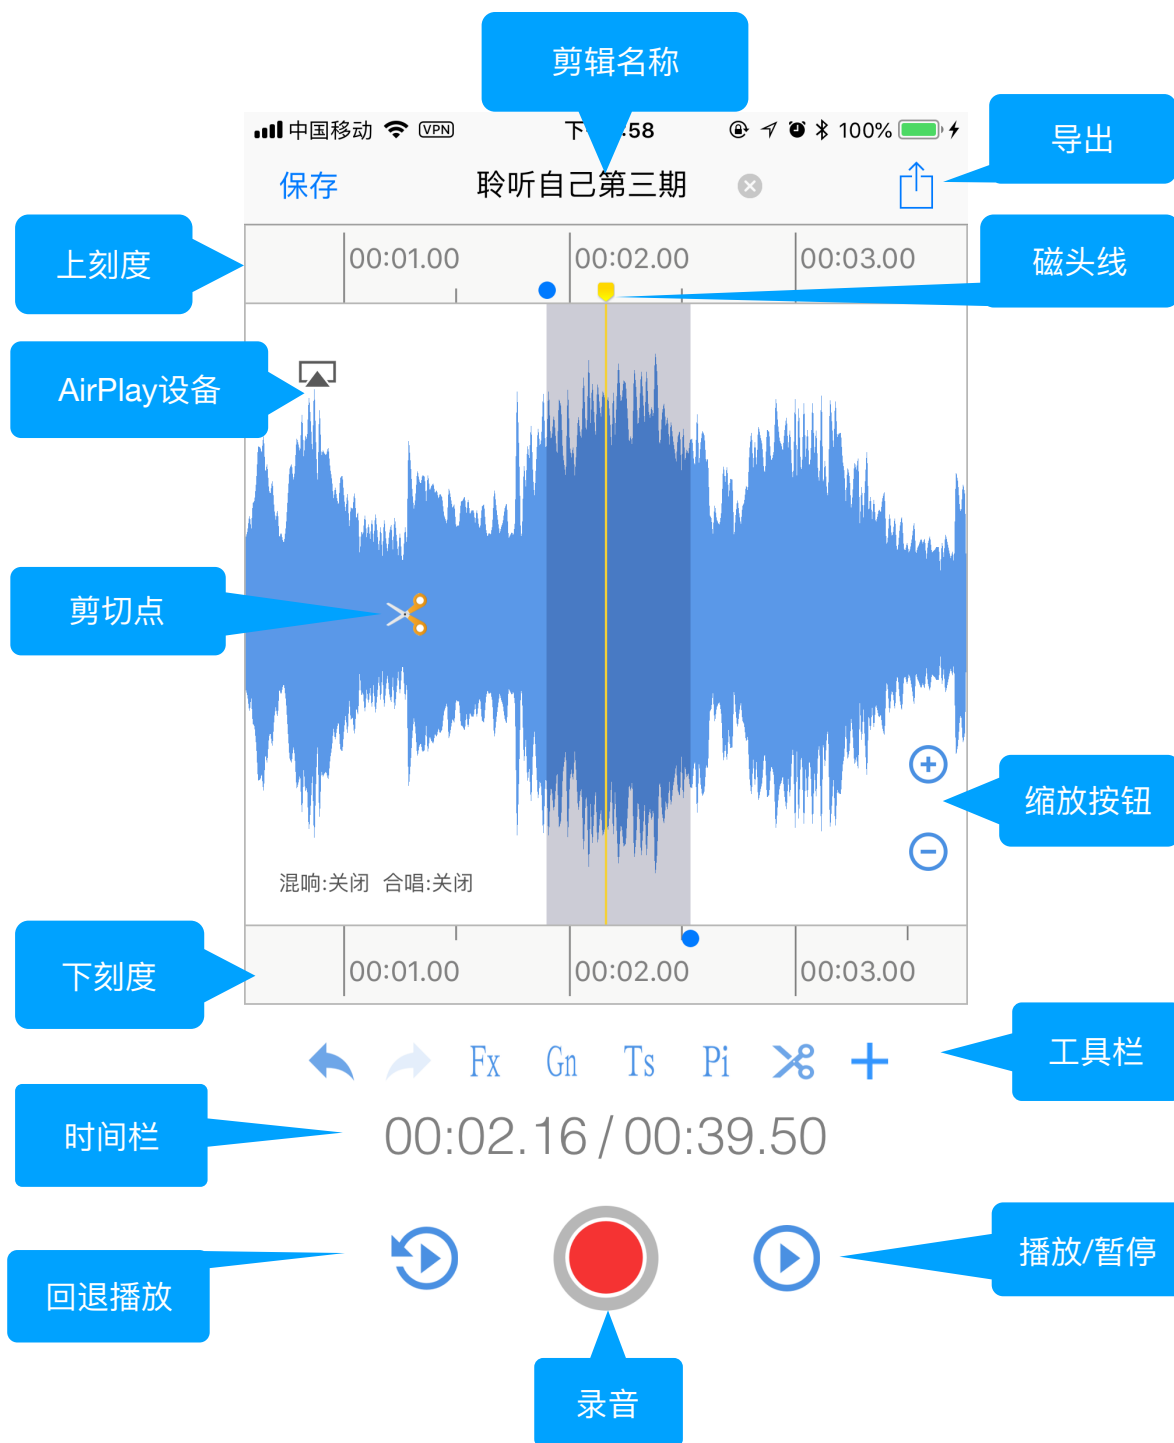 剪辑名称
中国移动 VPN 下 58 100%
导出
保存 聆听自己第三期
上刻度
00:01.00 00:02.00 00:03.00
磁头线
AirPlay设备
剪切点
缩放按钮
混响:关闭 合唱:关闭
下刻度
00:01.00 00:02.00 00:03.00
Fx Gn Ts Pi
工具栏
时间栏
00:02.16/00:39.50
播放/暂停
回退播放
录音